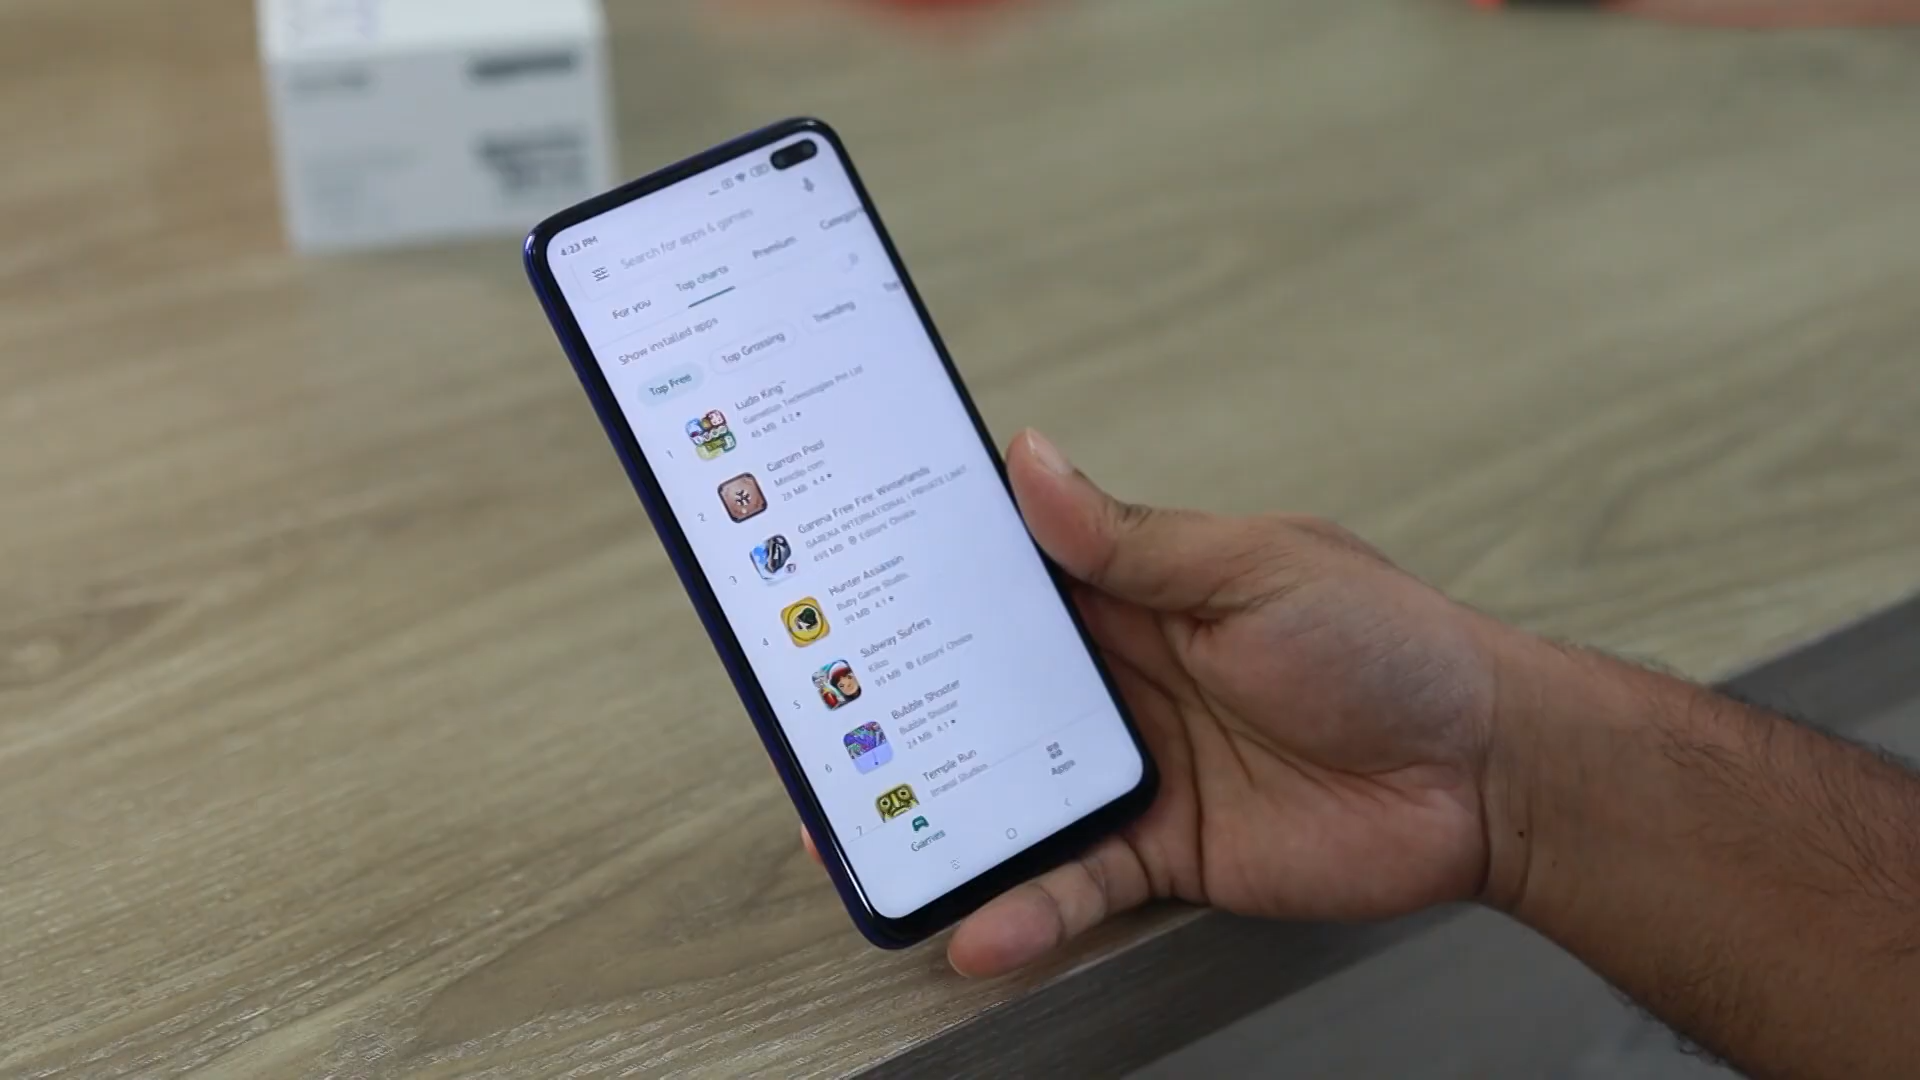 4:23 PM
Search for apps & games
For you Top charts Premium
Show installed apps
Top Free Top Grossing Trending
1
Ludo King™
Gametion Technologies Pvt Ltd
45 MB 4.2★
2
Carrom Pool
Miniclip.com
28 MB 4.4★
3
Garena Free Fire: Winterlands
GARENA INTERNATIONAL I PRIVATE LIMIT
Editors' Choice
4
Hunter Assassin
Ruby Game Studio
39 MB 4.1★
5
Subway Surfers
Kiloo
Editors' Choice
6
Bubble Shooter
Bubble Shooter
24 MB 4.1★
7
Temple Run
Imangi Studios
Games Apps